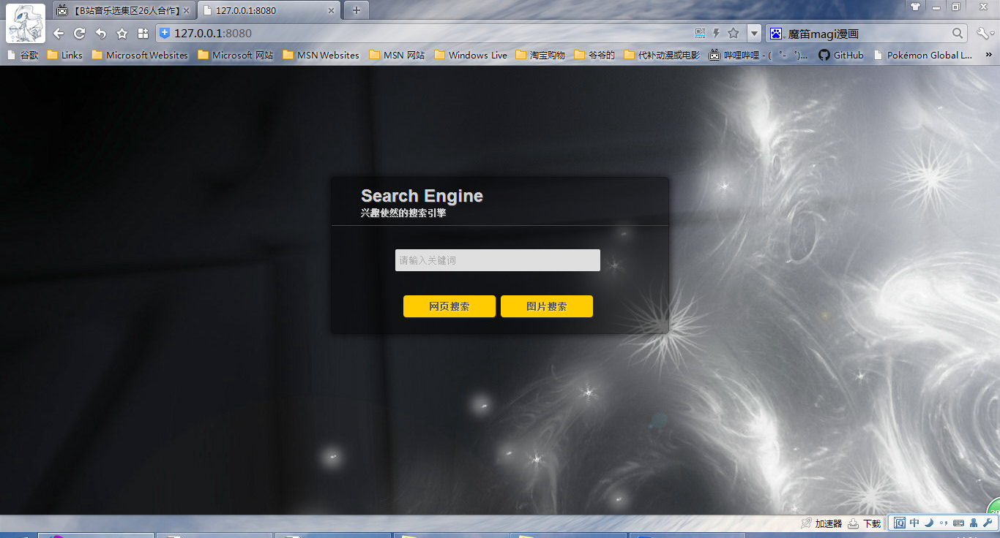 【B站音乐选集区26人合作】
127.0.0.1:8080
127.0.0.1:8080
魔笛magi漫画
谷歌 Links Microsoft Websites Microsoft 网站 MSN Websites MSN 网站 Windows Live 淘宝购物 爷爷的 代补动漫或电影 哔哩哔哩 - ( ゜- ゜)... GitHub Pokémon Global L... »
Search Engine
兴趣使然的搜索引擎
请输入关键词
网页搜索 图片搜索
加速器 下载 中